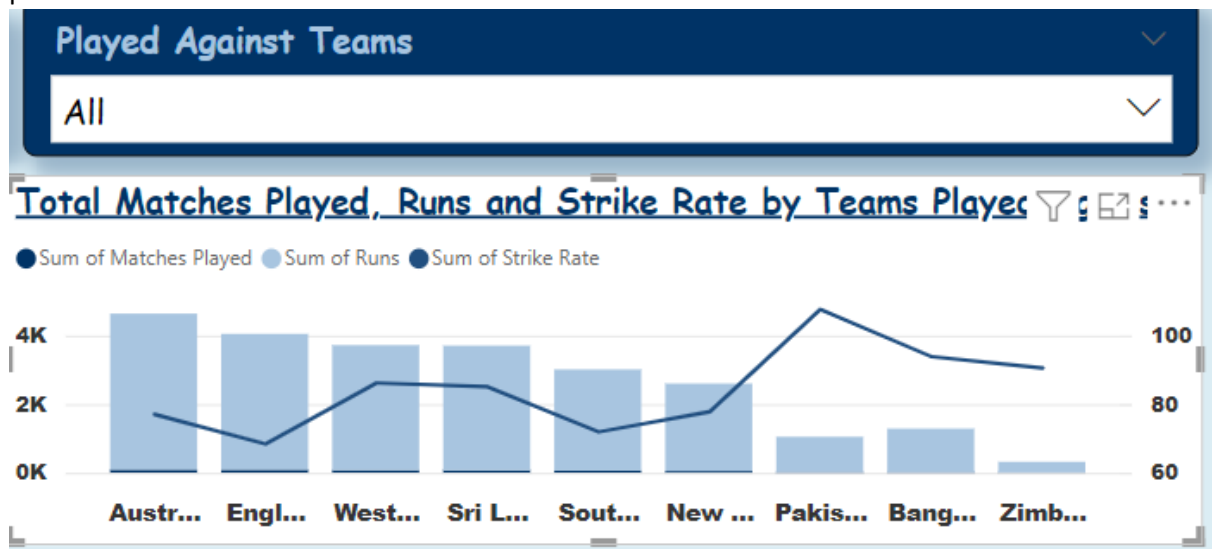 Played Against Teams
All
Total Matches Played, Runs and Strike Rate by Teams Played
Sum of Matches Played Sum of Runs Sum of Strike Rate
4K 100
2K 80
0K 60
Austr... Engl... West... Sri L... Sout... New ... Pakis... Bang... Zimb...